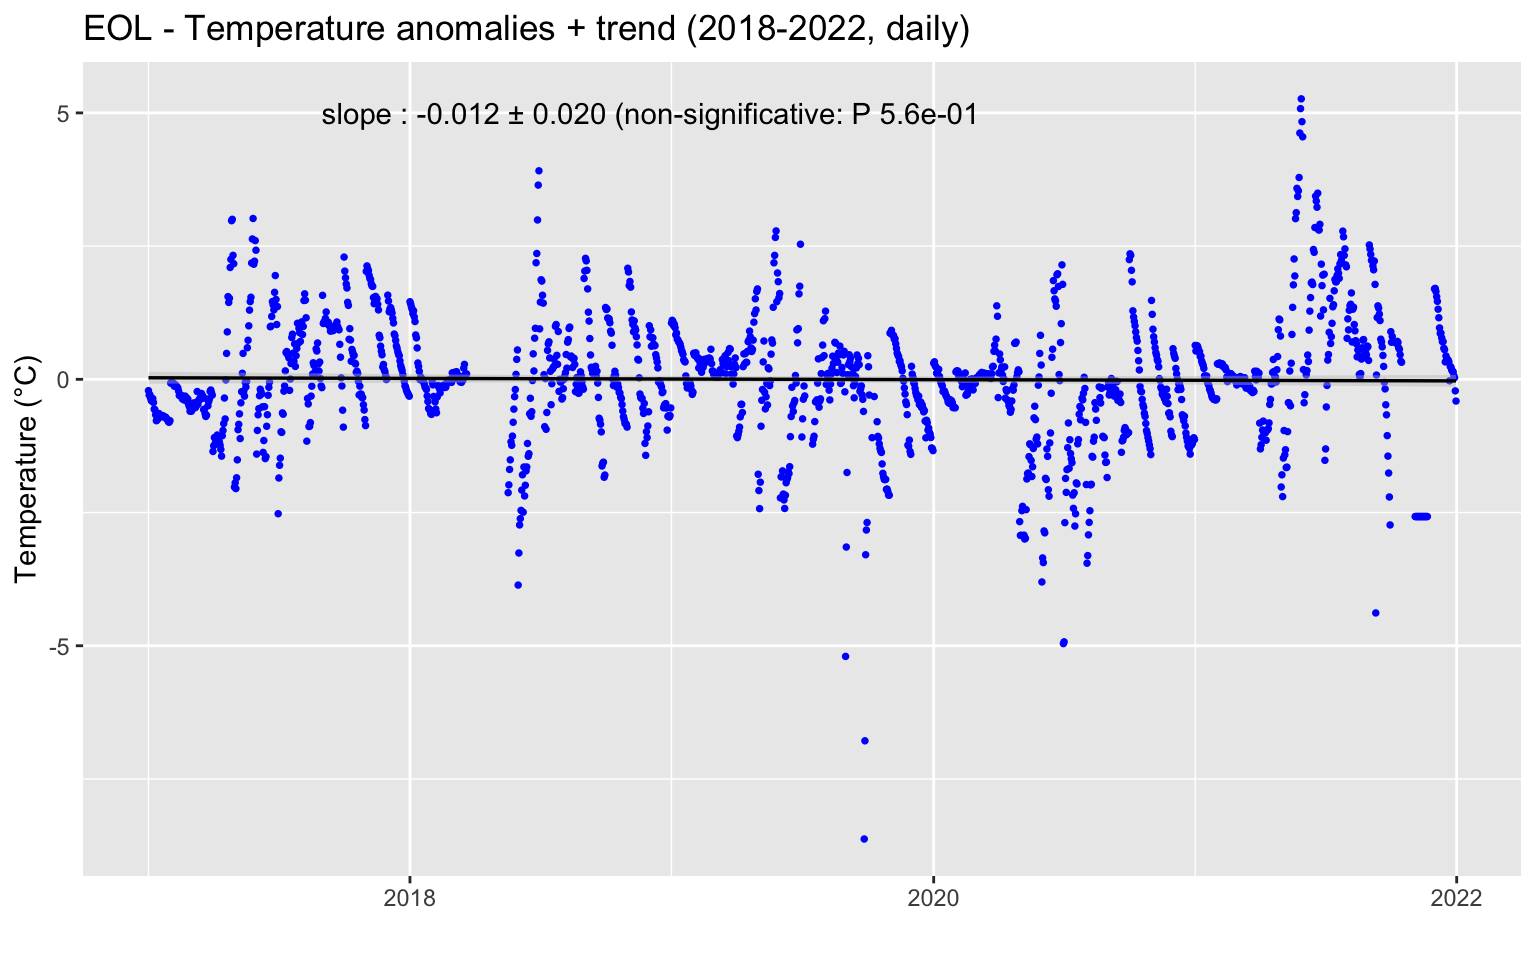 EOL - Temperature anomalies + trend (2018-2022, daily)
slope : -0.012 ± 0.020 (non-significative: P 5.6e-01
5
0
-5
Temperature (°C)
2018 2020 2022